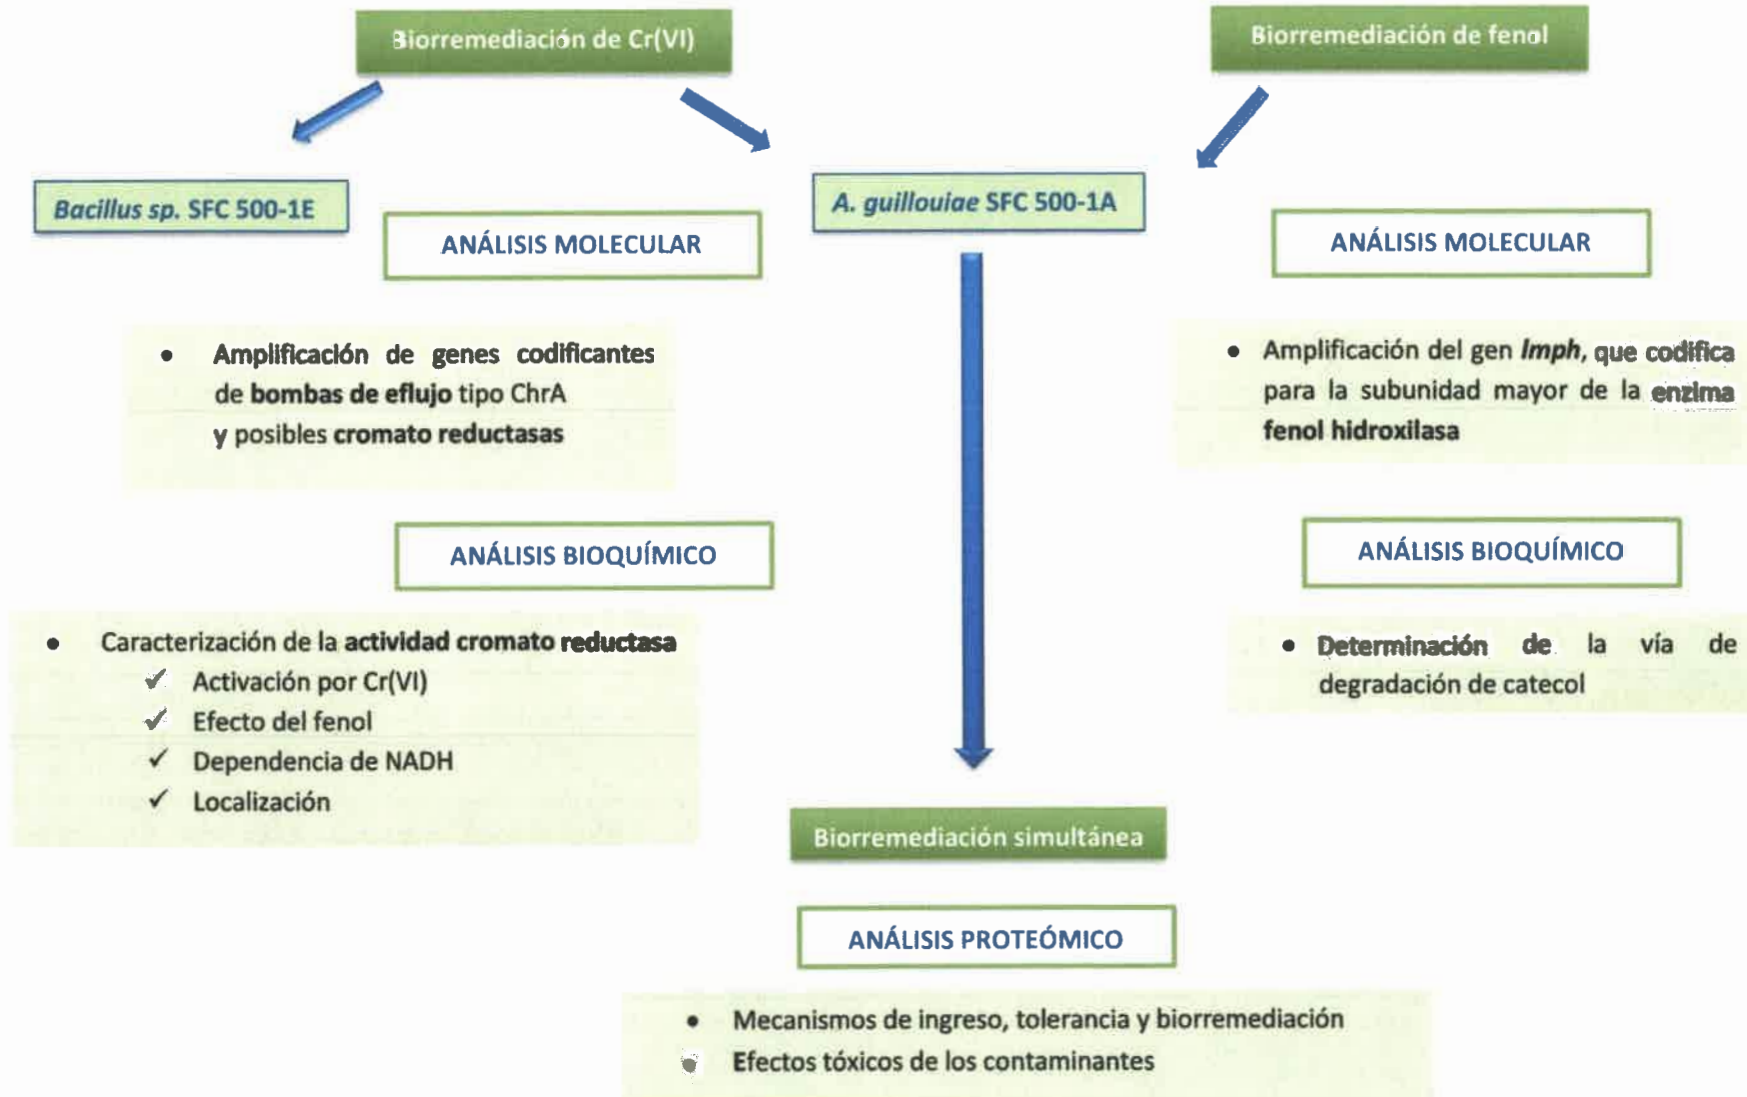 Biorremediación de Cr(VI)
Biorremediación de fenol
Bacillus sp. SFC 500-1E
A. guillouiae SFC 500-1A
ANÁLISIS MOLECULAR
ANÁLISIS MOLECULAR
• Amplificación de genes codificantes
de bombas de eflujo tipo ChrA
y posibles cromato reductasas
• Amplificación del gen lmph, que codifica
para la subunidad mayor de la enzima
fenol hidroxilasa
ANÁLISIS BIOQUÍMICO
ANÁLISIS BIOQUÍMICO
• Caracterización de la actividad cromato reductasa
✓ Activación por Cr(VI)
✓ Efecto del fenol
✓ Dependencia de NADH
✓ Localización
• Determinación de la vía de
degradación de catecol
Biorremediación simultánea
ANÁLISIS PROTEÓMICO
• Mecanismos de ingreso, tolerancia y biorremediación
• Efectos tóxicos de los contaminantes